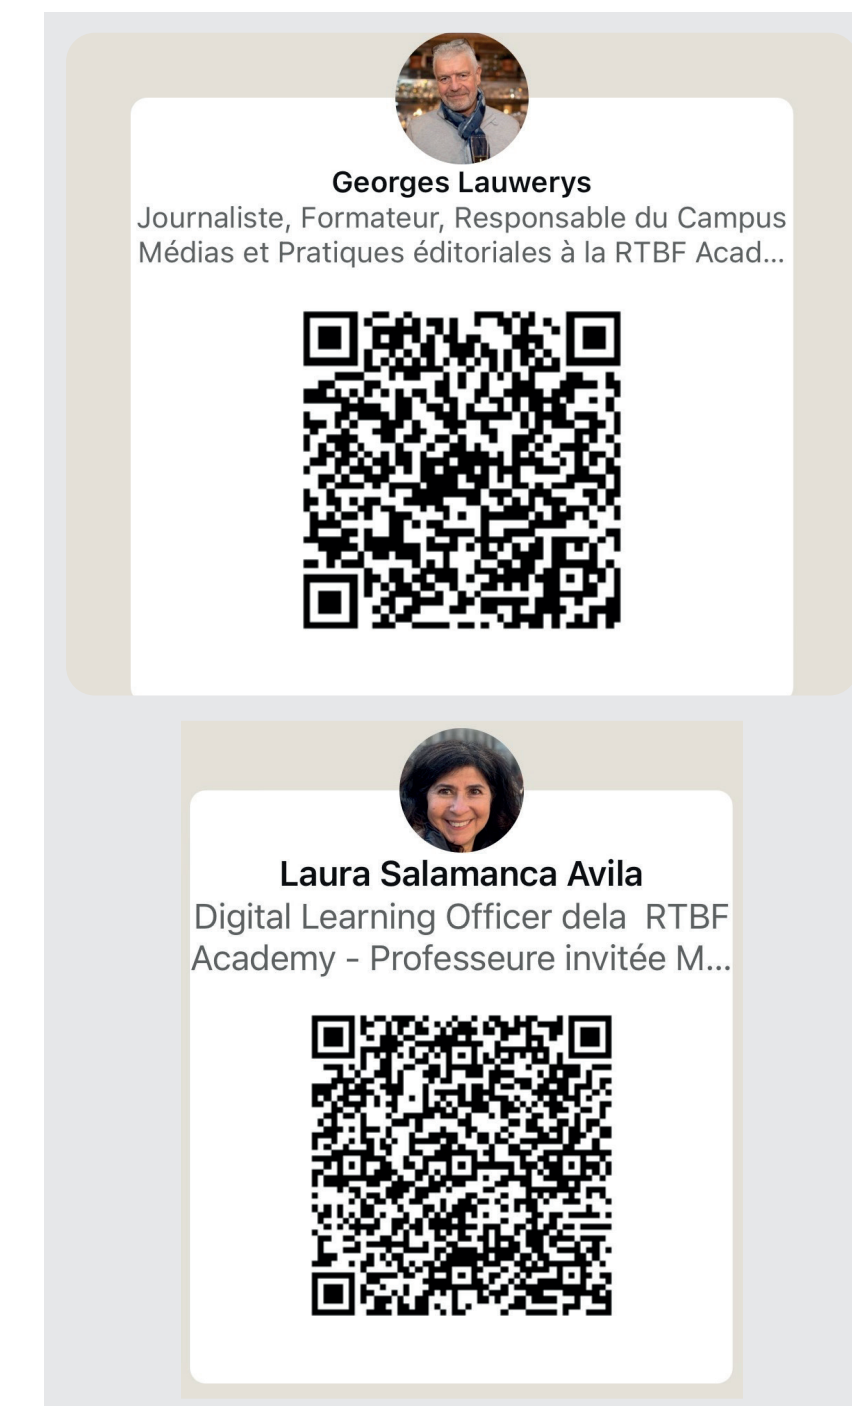 Georges Lauwerys
Journaliste, Formateur, Responsable du Campus
Médias et Pratiques éditoriales à la RTBF Acad...
Laura Salamanca Avila
Digital Learning Officer dela  RTBF
Academy - Professeure invitée M...